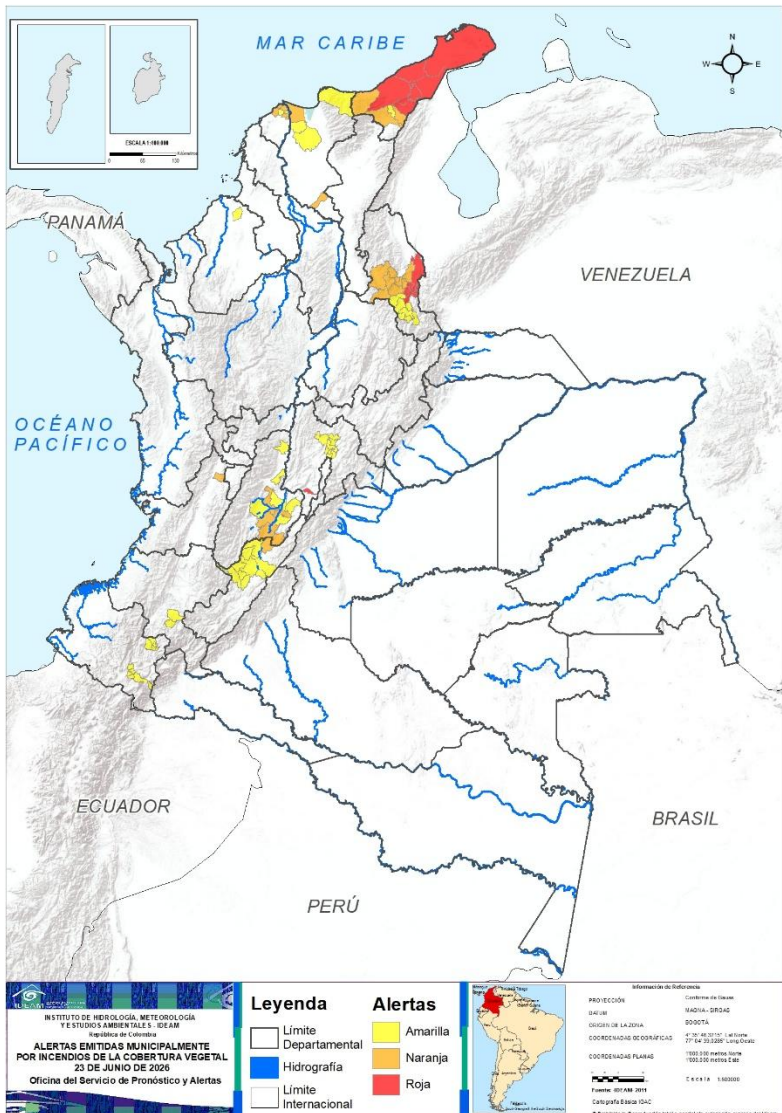 MAR CARIBE
N
W
E
S
ESCALA 1:600.000
PANAMÁ
VENEZUELA
OCÉANO
PACÍFICO
ECUADOR
BRASIL
PERÚ
IDEAM
INSTITUTO DE HIDROLOGÍA, METEOROLOGÍA
Y ESTUDIOS AMBIENTALES - IDEAM
República de Colombia
ALERTAS EMITIDAS MUNICIPALMENTE
POR INCENDIOS DE LA COBERTURA VEGETAL
23 DE JUNIO DE 2026
Oficina del Servicio de Pronóstico y Alertas
Leyenda
Límite
Departamental
Hidrografía
Límite
Internacional
Alertas
Amarilla
Naranja
Roja
Información de Referencia
PROYECCIÓN
Conforme de Gauss
DATUM
MAGNA - SIRGAS
ORIGEN DE LA ZONA
BOGOTÁ
COORDENADAS GEOGRÁFICAS
COORDENADAS PLANAS
1'000.000 metros Norte
1'000.000 metros Este
Escala
Fuente: IDEAM 2011
Cartografía Básica IGAC